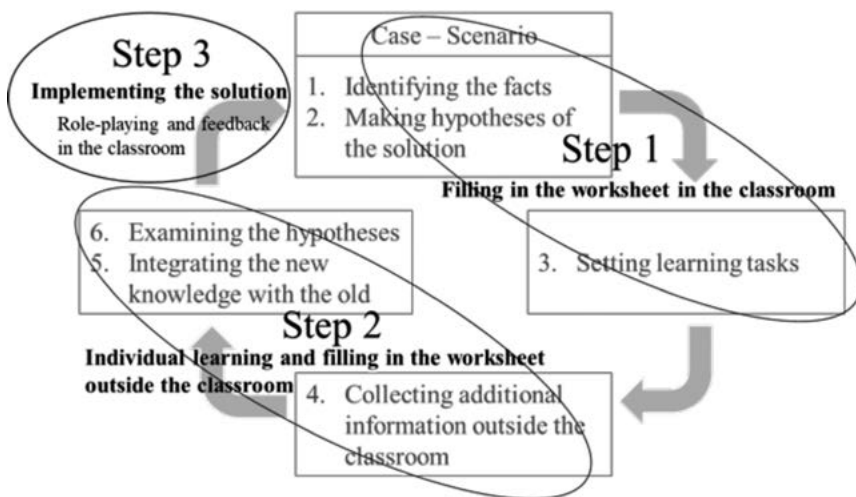 Step 3
Implementing the solution
Role-playing and feedback
in the classroom
Case – Scenario
1. Identifying the facts
2. Making hypotheses of
the solution
Step 1
Filling in the worksheet in the classroom
3. Setting learning tasks
6. Examining the hypotheses
5. Integrating the new
knowledge with the old
Step 2
Individual learning and filling in the worksheet
outside the classroom
4. Collecting additional
information outside the
classroom